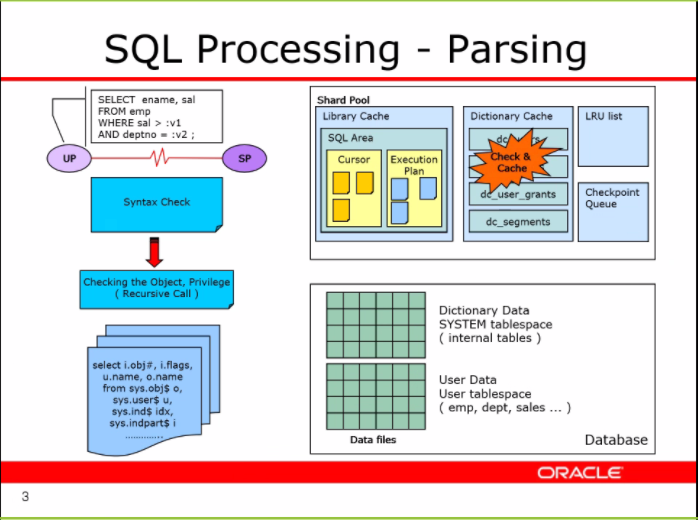 SQL Processing - Parsing
SELECT ename, sal
FROM emp
WHERE sal > :v1
AND deptno = :v2 ;
UP
SP
Syntax Check
Checking the Object, Privilege
( Recursive Call )
select i.obj#, i.flags,
u.name, o.name
from sys.obj$ o,
sys.user$ u,
sys.ind$ idx,
sys.indpart$ i
..............
Shard Pool
Library Cache
SQL Area
Cursor
Execution
Plan
Dictionary Cache
Check &
Cache
dc_user_grants
dc_segments
LRU list
Checkpoint
Queue
Dictionary Data
SYSTEM tablespace
( internal tables )
User Data
User tablespace
( emp, dept, sales ... )
Data files
Database
ORACLE
3